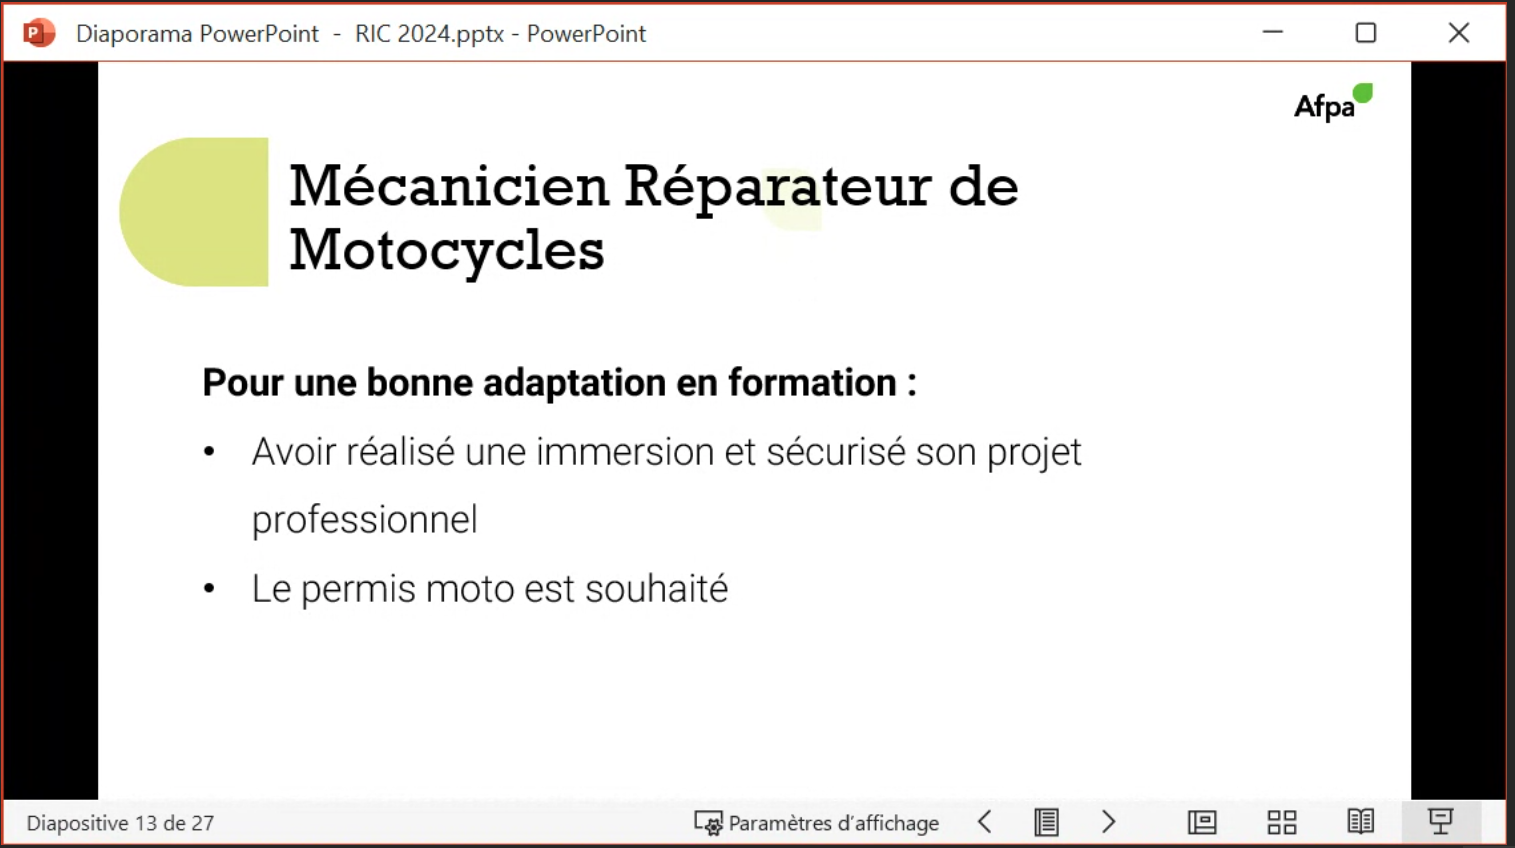 Diaporama PowerPoint - RIC 2024.pptx - PowerPoint
Afpa
Mécanicien Réparateur de
Motocycles
Pour une bonne adaptation en formation :
• Avoir réalisé une immersion et sécurisé son projet
professionnel
• Le permis moto est souhaité
Diapositive 13 de 27
Paramètres d'affichage